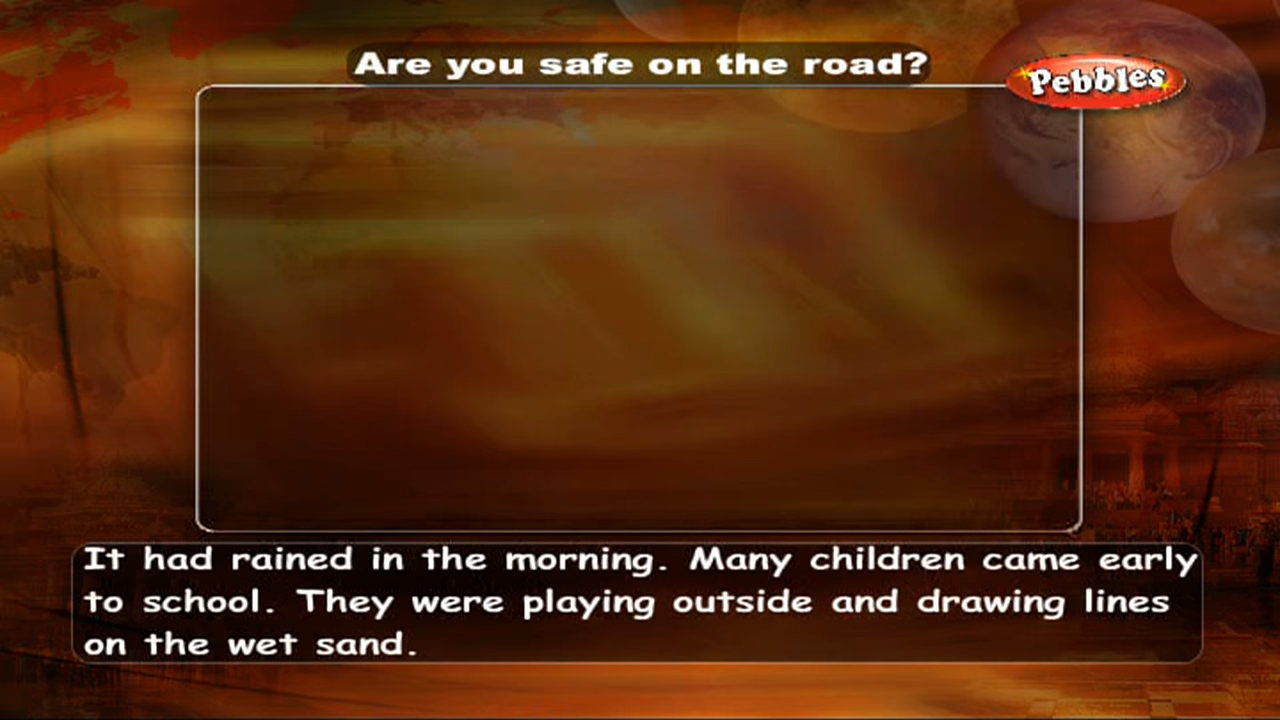 Are you safe on the road?
Pebbles
It had rained in the morning. Many children came early
to school. They were playing outside and drawing lines
on the wet sand.